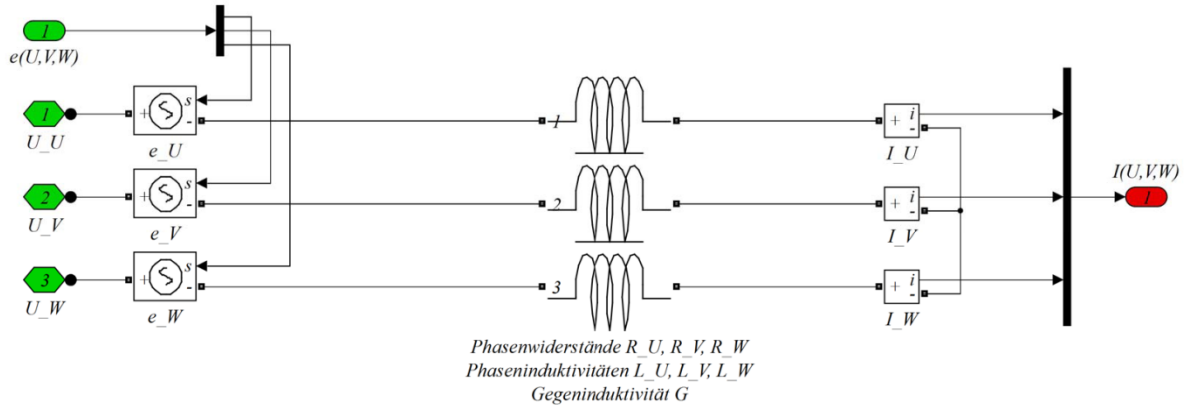 1
e(U,V,W)
1
U_U
+ s -
e_U
1
+ i -
I_U
I(U,V,W)
1
2
U_V
+ s -
e_V
2
+ i -
I_V
3
U_W
+ s -
e_W
3
+ i -
I_W
Phasenwiderstände R_U, R_V, R_W
Phaseninduktivitäten L_U, L_V, L_W
Gegeninduktivität G